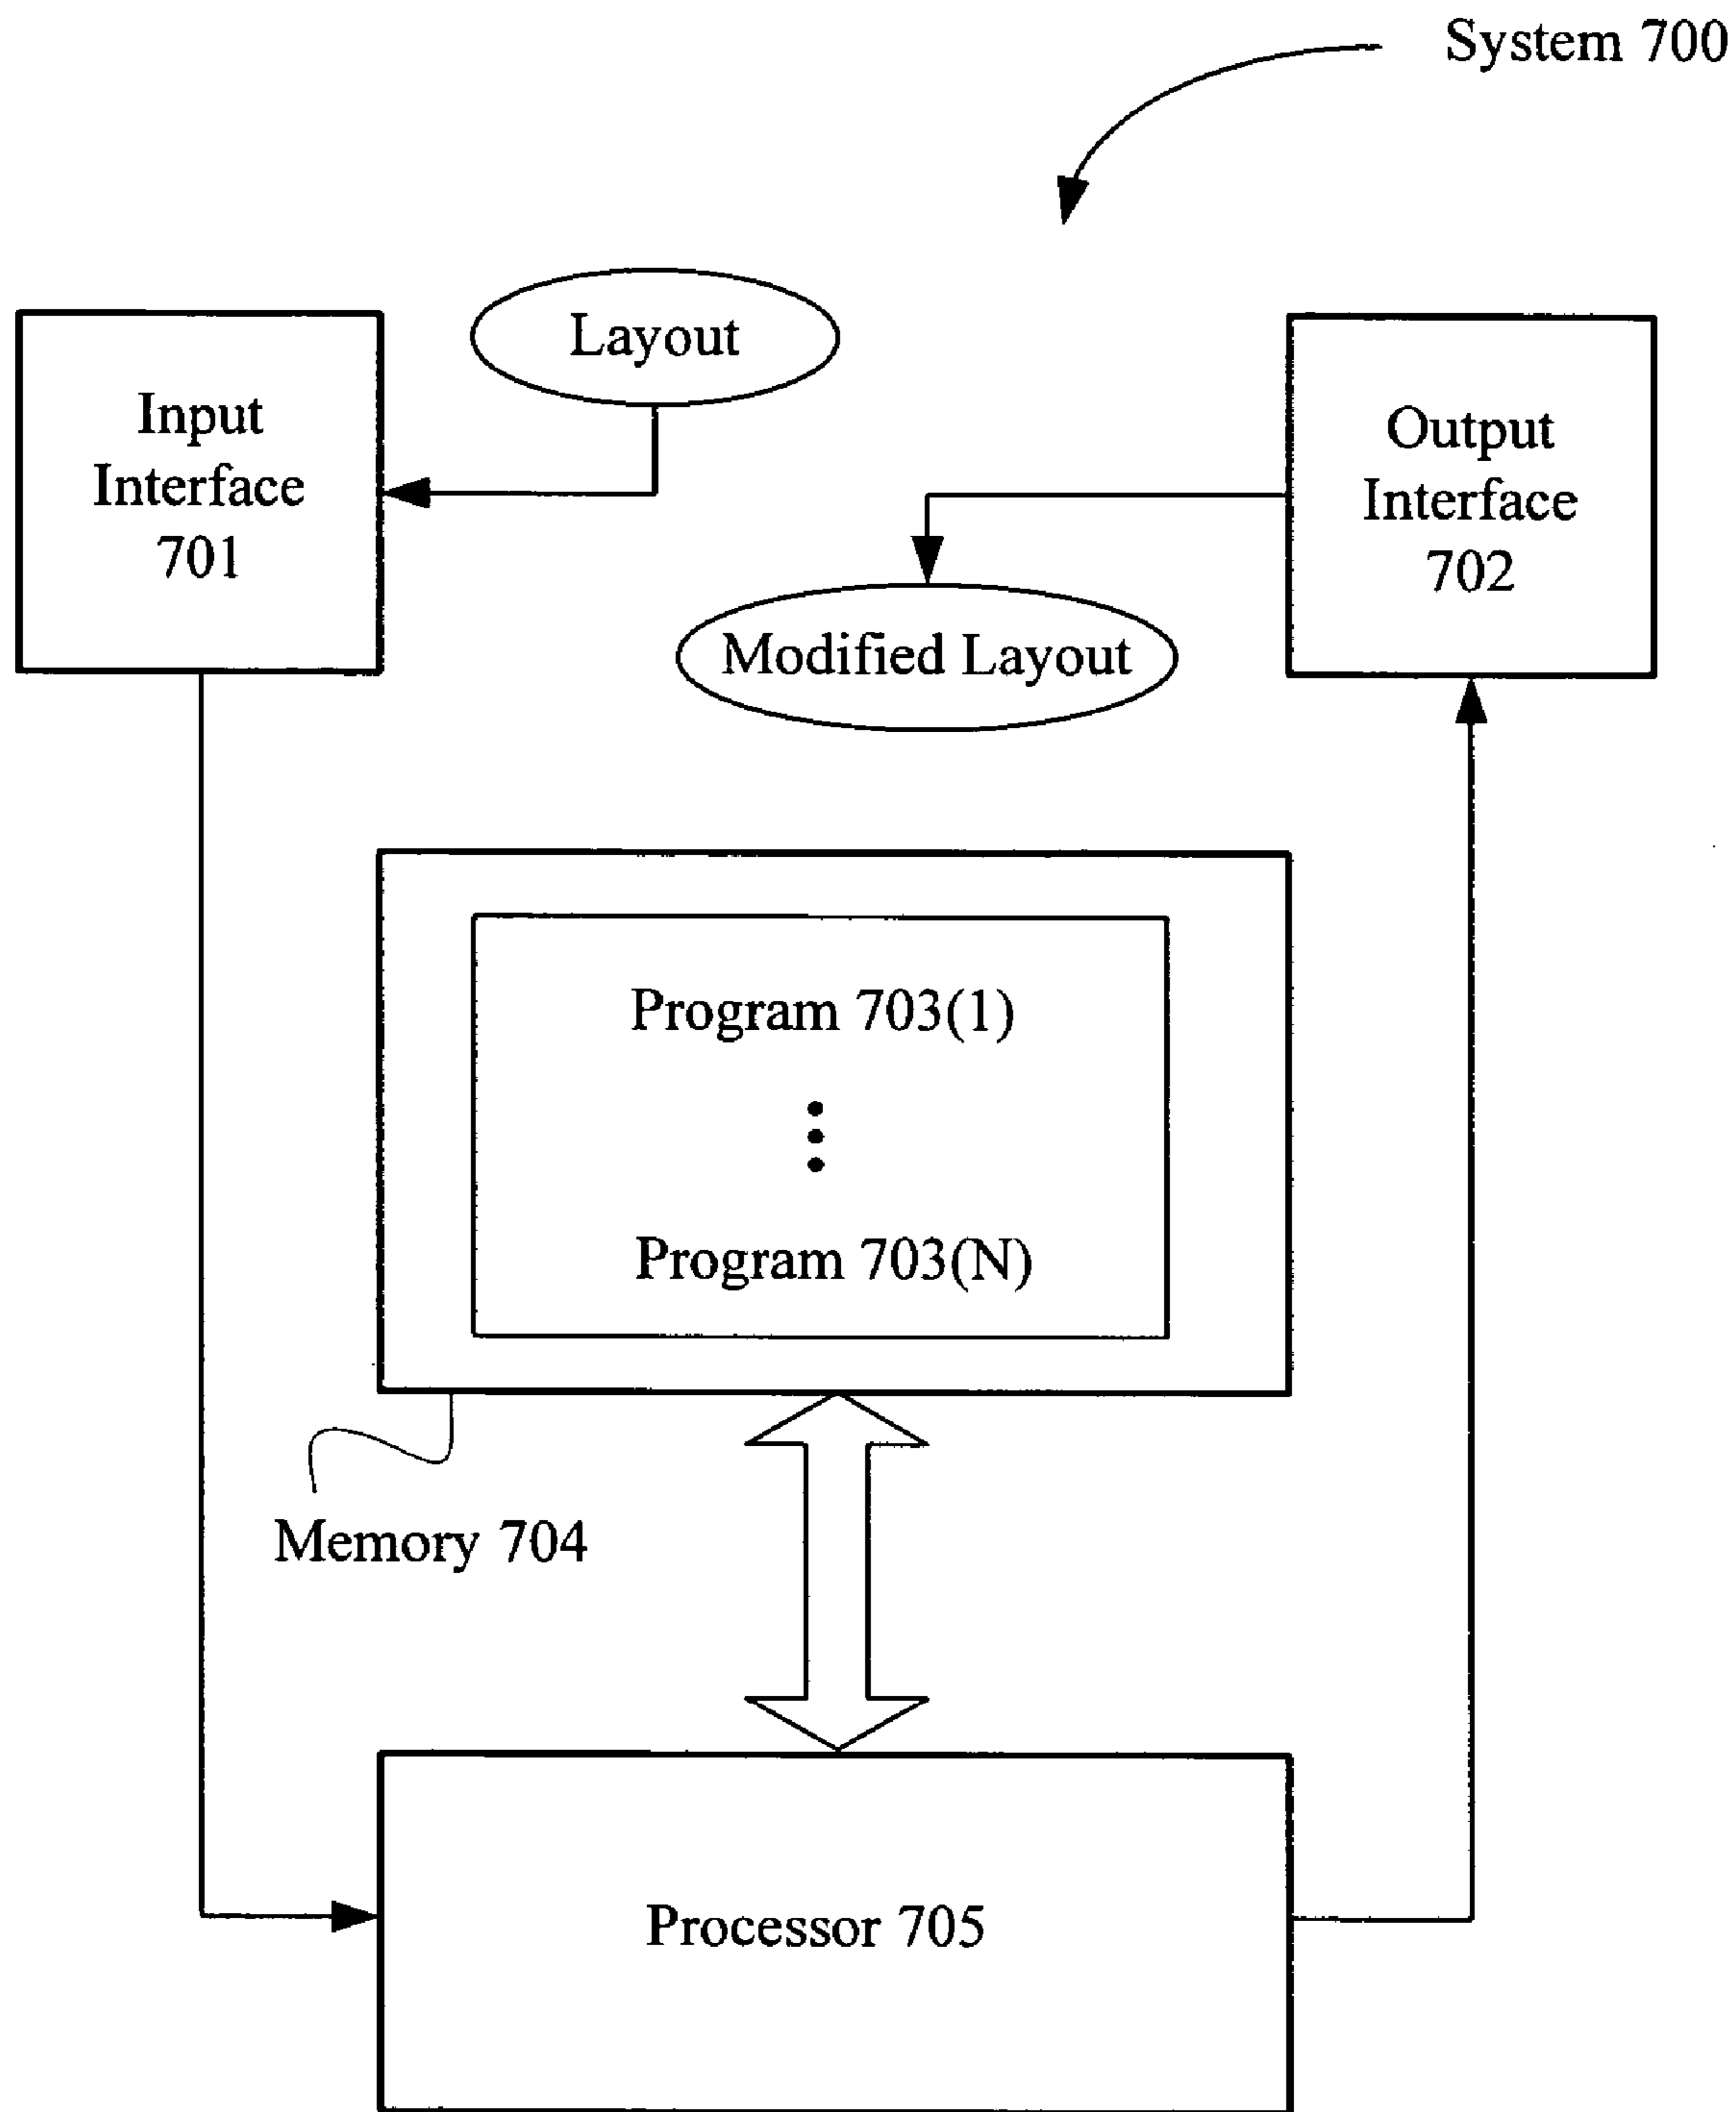 System 700
Layout
Input
Interface
701
Output
Interface
702
Modified Layout
Program 703(1)
Program 703(N)
Memory 704
Processor 705